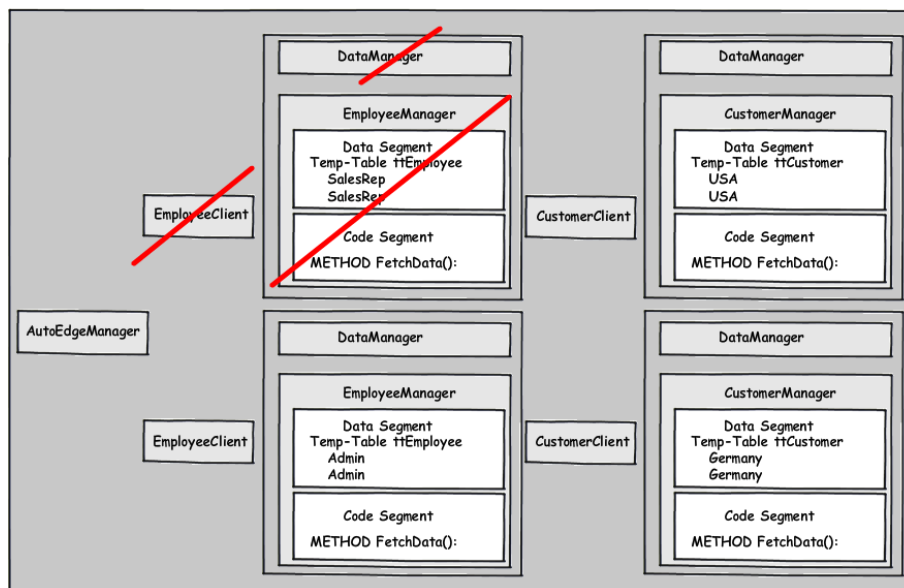 DataManager
EmployeeManager
Data Segment
Temp-Table ttEmployee
SalesRep
SalesRep
Code Segment
METHOD FetchData():
EmployeeClient
DataManager
CustomerManager
Data Segment
Temp-Table ttCustomer
USA
USA
Code Segment
METHOD FetchData():
CustomerClient
AutoEdgeManager
DataManager
EmployeeManager
Data Segment
Temp-Table ttEmployee
Admin
Admin
Code Segment
METHOD FetchData():
EmployeeClient
DataManager
CustomerManager
Data Segment
Temp-Table ttCustomer
Germany
Germany
Code Segment
METHOD FetchData():
CustomerClient